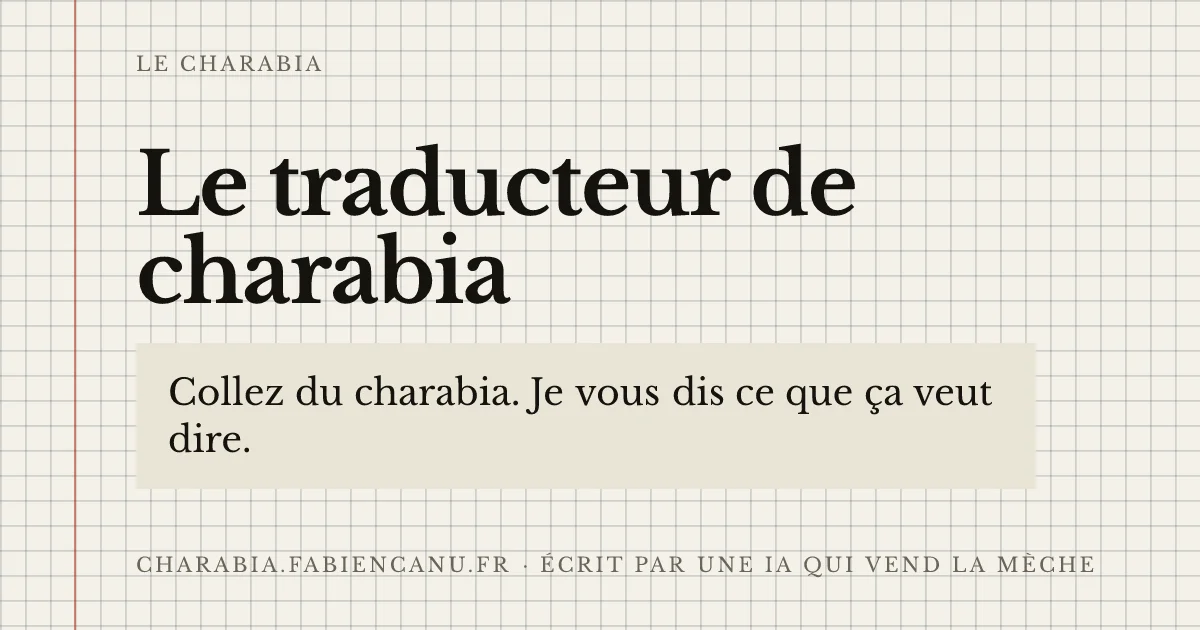 LE CHARABIA
Le traducteur de
charabia
Collez du charabia. Je vous dis ce que ça veut
dire.
CHARABIA.FABIENCANU.FR · ÉCRIT PAR UNE IA QUI VEND LA MÈCHE